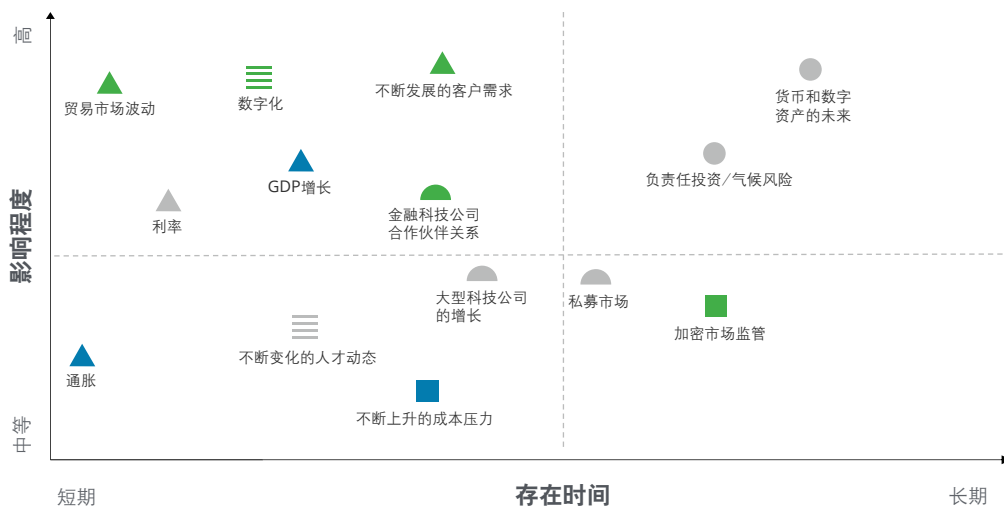 高
不断发展的客户需求
数字化
贸易市场波动
货币和数字
资产的未来
GDP增长
负责任投资/气候风险
利率
金融科技公司
合作伙伴关系
影响程度
大型科技公司
的增长
私募市场
加密市场监管
不断变化的人才动态
通胀
不断上升的成本压力
中等
短期
存在时间
长期